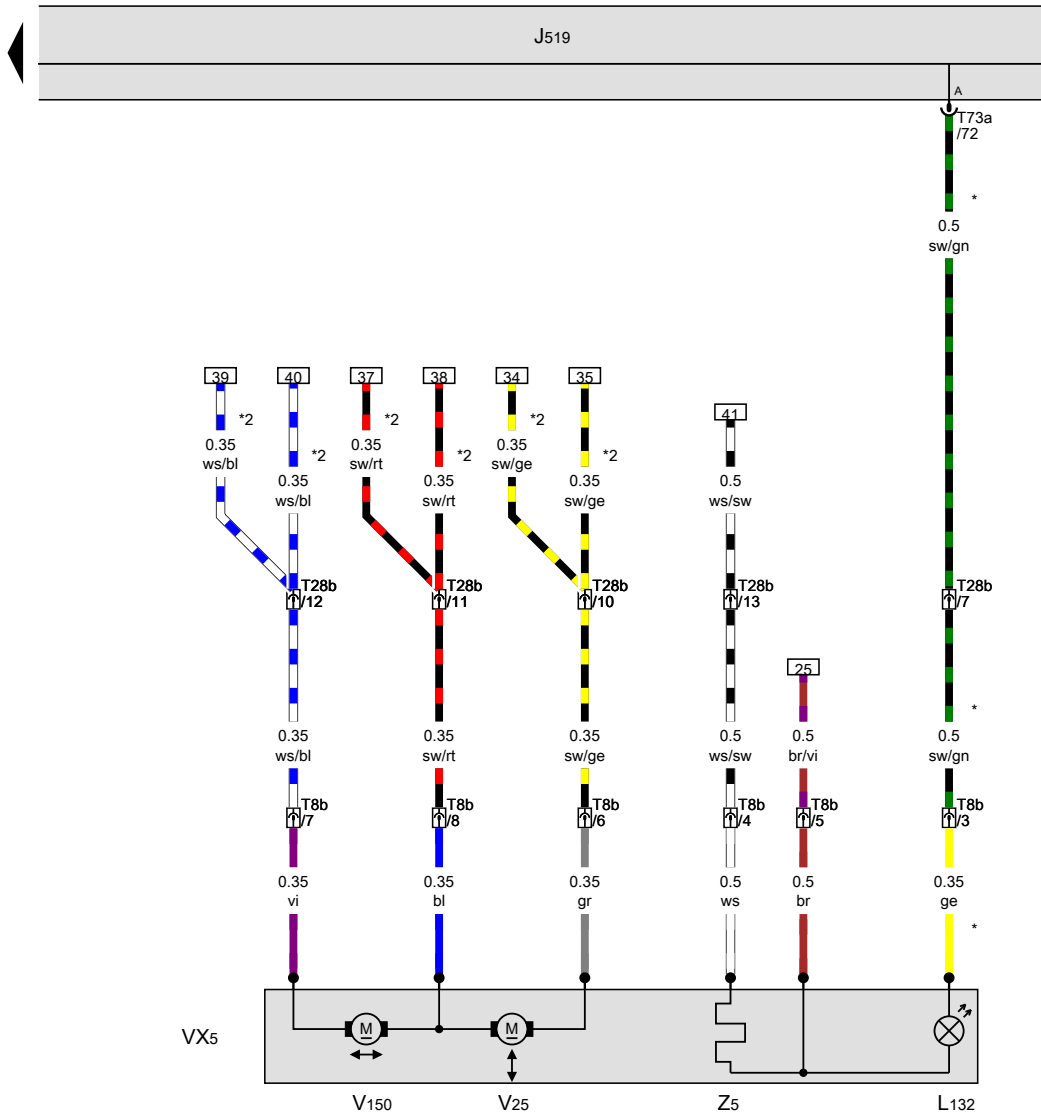 J519
A
T73a
/72
*
0.5
sw/gn
39 40 37 38 34 35
41
*2 *2 *2
0.35 0.35 0.35
ws/bl sw/rt sw/ge
*2 *2 *2
0.35 0.35 0.35 0.5
ws/bl sw/rt sw/ge ws/sw
T28b T28b T28b T28b T28b
/12 /11 /10 /13 /7
25
*
0.35 0.35 0.35 0.5 0.5 0.5
ws/bl sw/rt sw/ge ws/sw br/vi sw/gn
T8b T8b T8b T8b T8b T8b
/7 /8 /6 /4 /5 /3
0.35 0.35 0.35 0.5 0.5 0.35
vi bl gr ws br ge
*
M M
VX5
V150 V25 Z5 L132